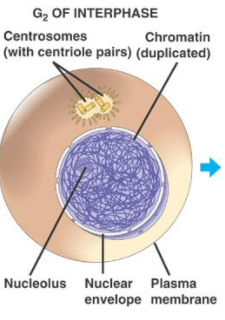 G₂ OF INTERPHASE
Centrosomes Chromatin
(with centriole pairs) (duplicated)
Nucleolus Nuclear Plasma
envelope membrane